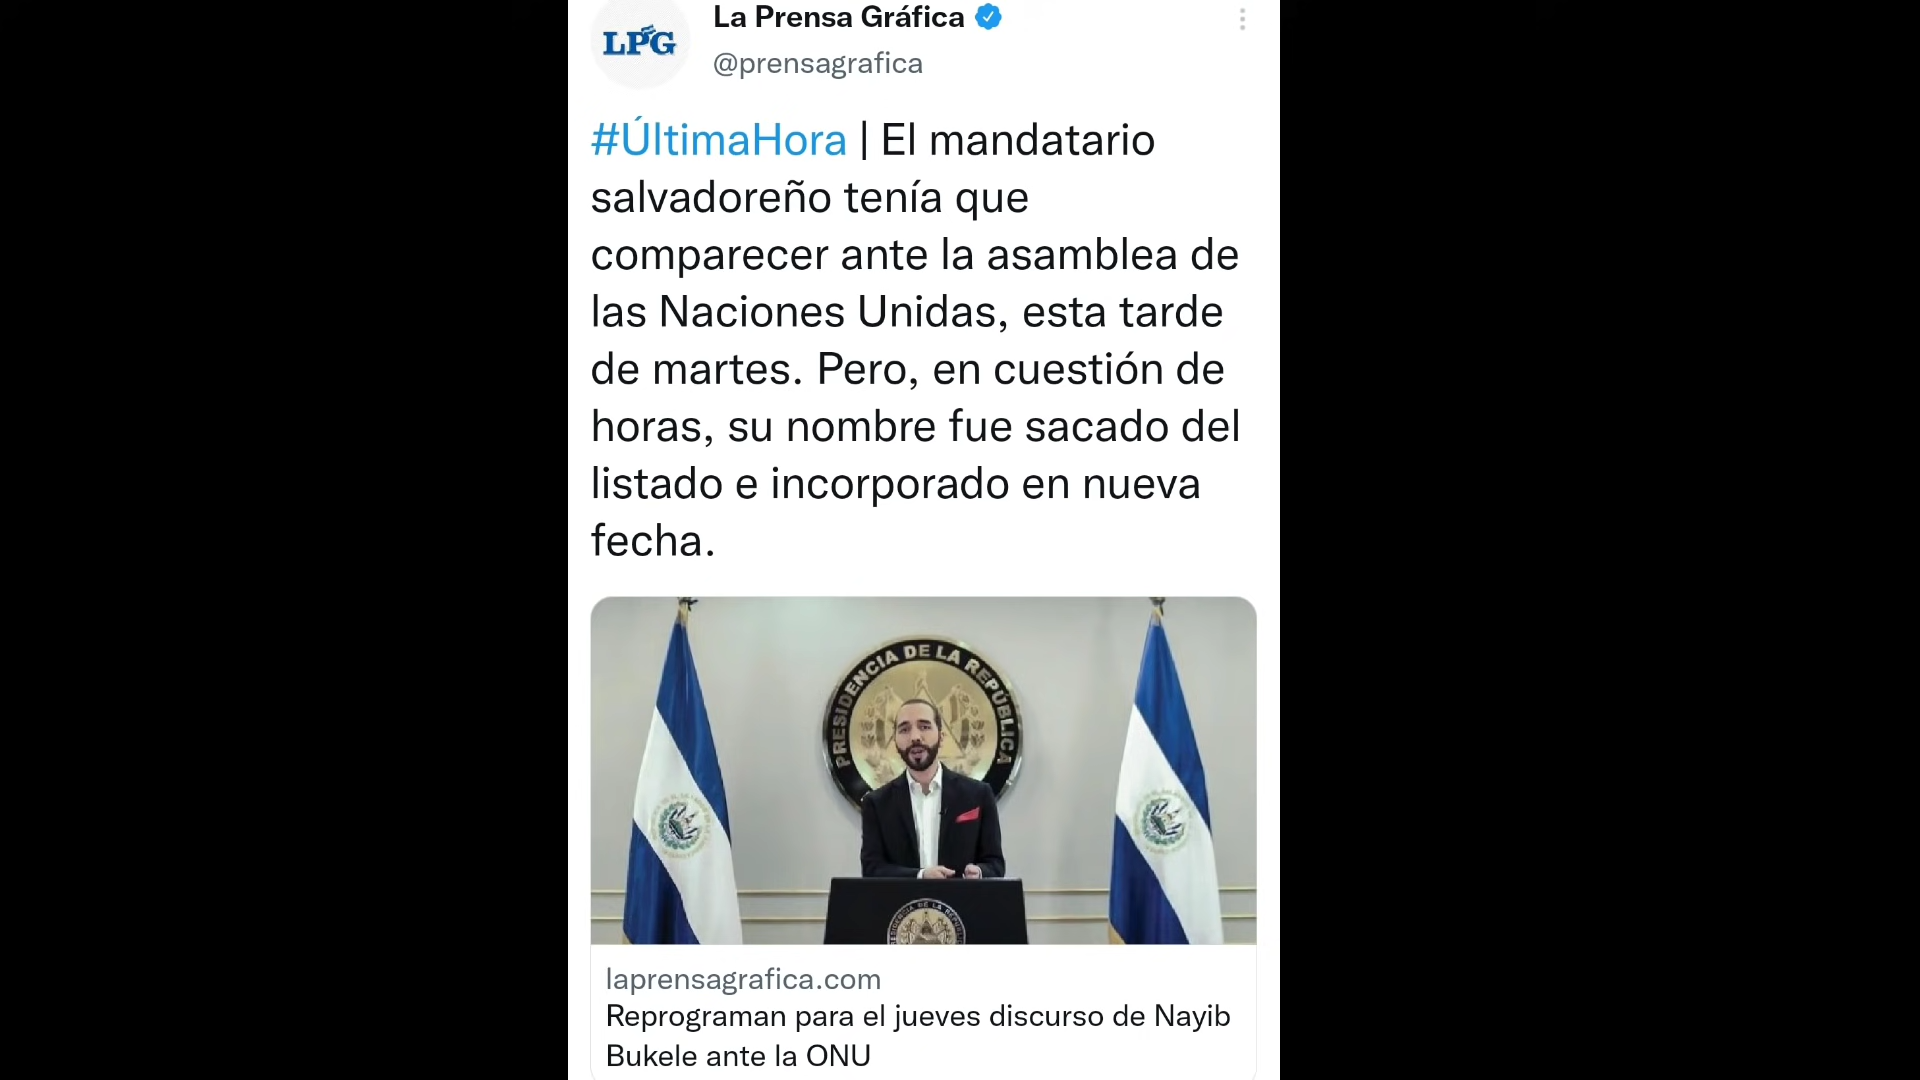 LPG
La Prensa Gráfica
@prensagrafica
#ÚltimaHora | El mandatario
salvadoreño tenía que
comparecer ante la asamblea de
las Naciones Unidas, esta tarde
de martes. Pero, en cuestión de
horas, su nombre fue sacado del
listado e incorporado en nueva
fecha.
PRESIDENCIA DE LA REPÚBLICA
laprensagrafica.com
Reprograman para el jueves discurso de Nayib
Bukele ante la ONU